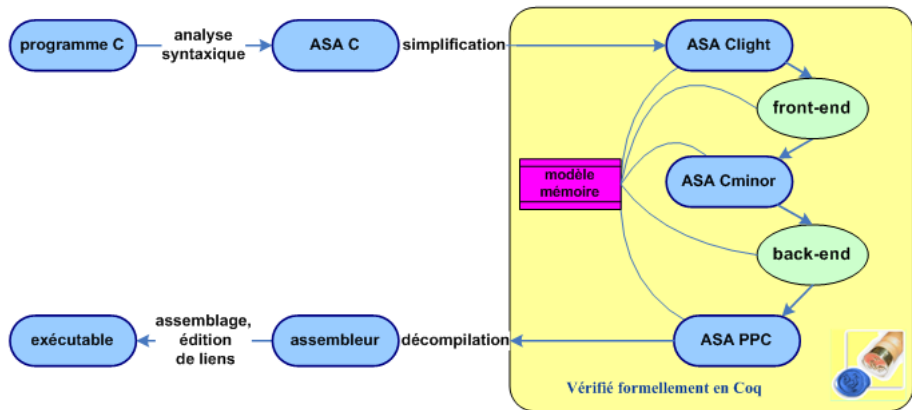 programme C
analyse
syntaxique
ASA C
simplification
ASA Clight
front-end
modèle
mémoire
ASA Cminor
back-end
exécutable
assemblage,
édition
de liens
assembleur
décompilation
ASA PPC
Vérifié formellement en Coq